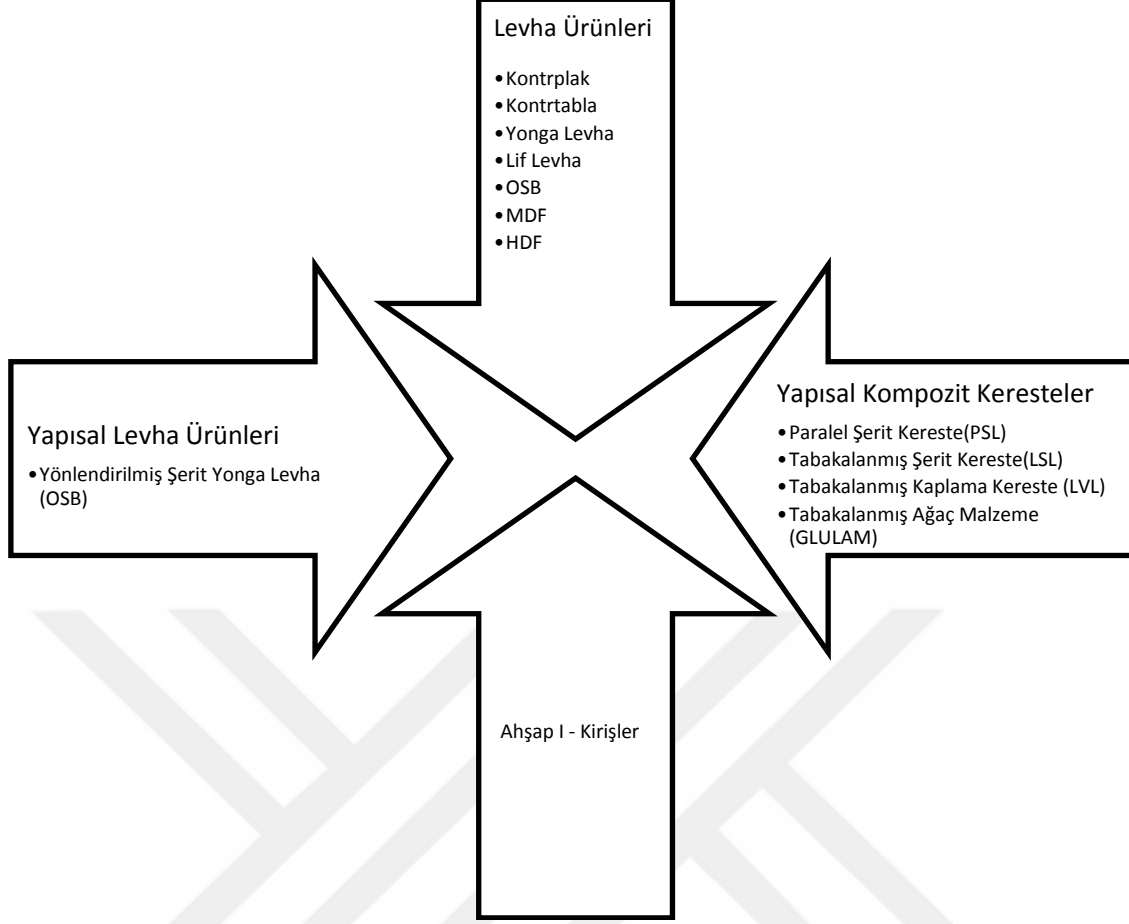 Levha Ürünleri
•Kontrplak
•Kontrtabla
•Yonga Levha
•Lif Levha
•OSB
•MDF
•HDF
Yapısal Levha Ürünleri
•Yönlendirilmiş Şerit Yonga Levha
(OSB)
Yapısal Kompozit Keresteler
•Paralel Şerit Kereste(PSL)
•Tabakalanmış Şerit Kereste(LSL)
•Tabakalanmış Kaplama Kereste (LVL)
•Tabakalanmış Ağaç Malzeme
(GLULAM)
Ahşap I - Kirişler